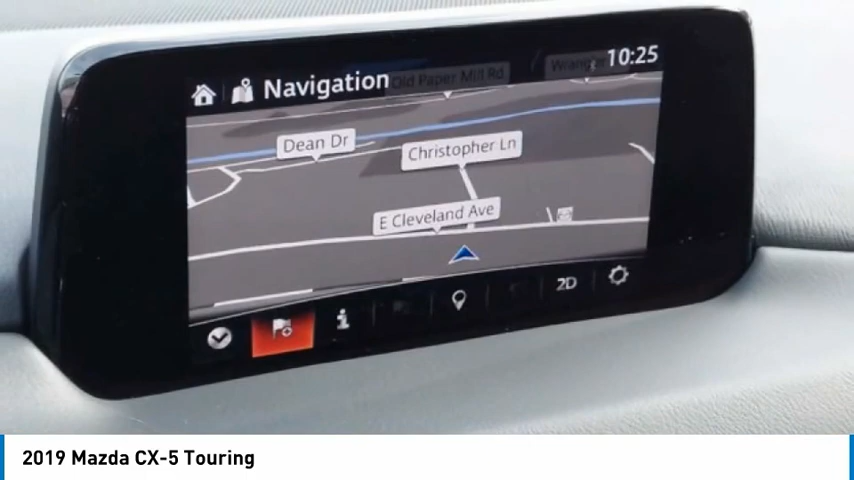 10:25
Navigation
Old Paper Mill Rd
Dean Dr
Christopher Ln
E Cleveland Ave
2D
2019 Mazda CX-5 Touring